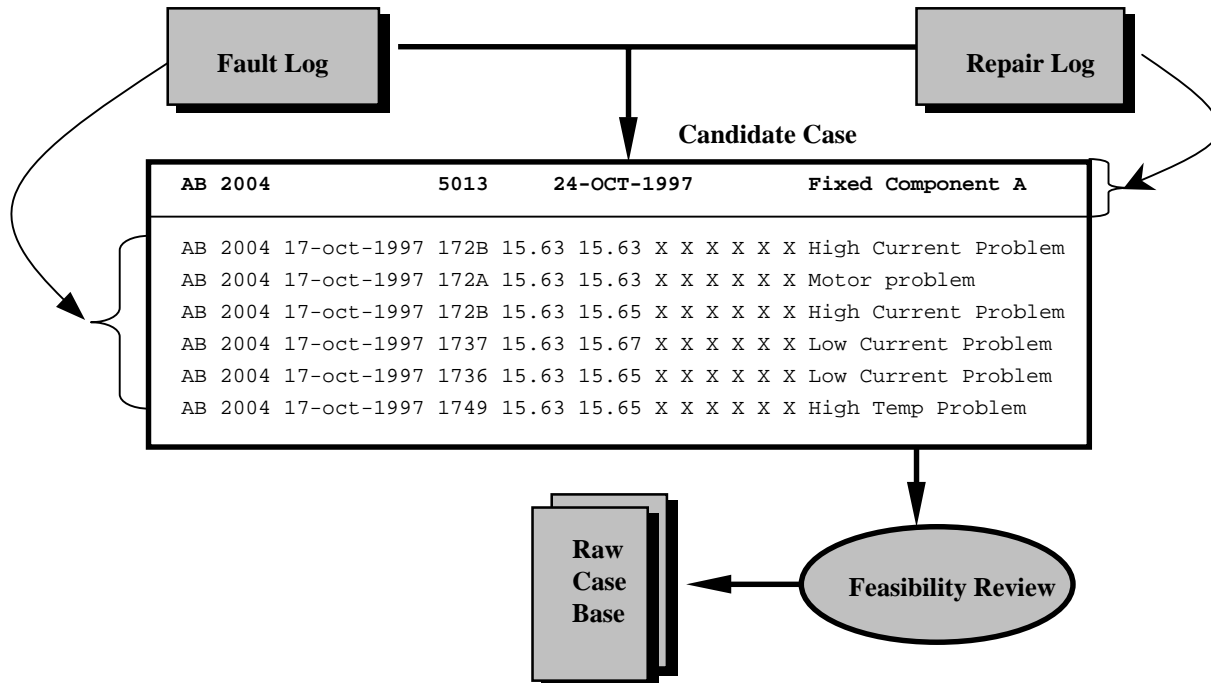 Fault Log
Repair Log
Candidate Case
AB 2004 5013 24-OCT-1997 Fixed Component A
AB 2004 17-oct-1997 172B 15.63 15.63 X X X X X X High Current Problem
AB 2004 17-oct-1997 172A 15.63 15.63 X X X X X X Motor problem
AB 2004 17-oct-1997 172B 15.63 15.65 X X X X X X High Current Problem
AB 2004 17-oct-1997 1737 15.63 15.67 X X X X X X Low Current Problem
AB 2004 17-oct-1997 1736 15.63 15.65 X X X X X X Low Current Problem
AB 2004 17-oct-1997 1749 15.63 15.65 X X X X X X High Temp Problem
Raw
Case
Base
Feasibility Review